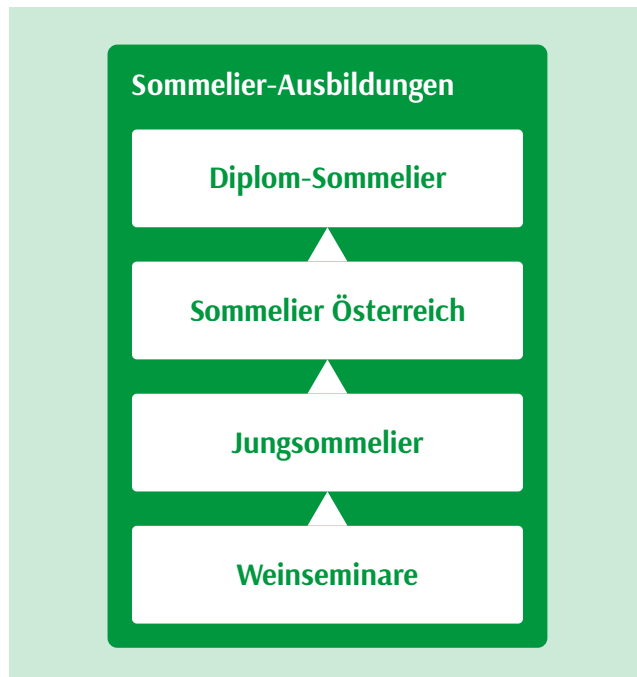 Sommelier-Ausbildungen
Diplom-Sommelier
Sommelier Österreich
Jungsommelier
Weinseminare